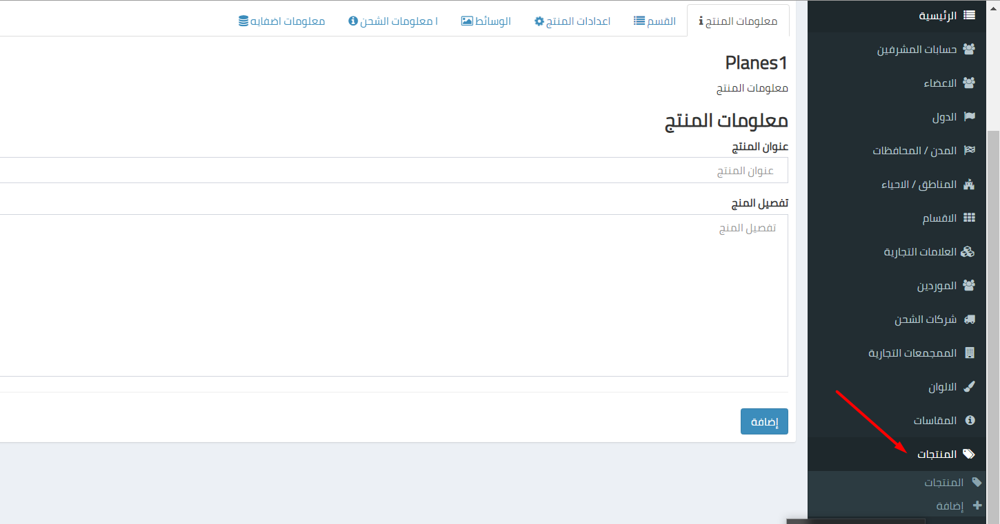 الرئيسية
حسابات المشرفين
الاعضاء
الدول
المدن / المحافظات
المناطق / الاحياء
الاقسام
العلامات التجارية
الموردين
شركات الشحن
الممجمعات التجارية
الالوان
المقاسات
المنتجات
المنتجات
إضافة
معلومات المنتج
القسم
اعدادات المنتج
الوسائط
ا معلومات الشحن
معلومات اضفايه
Planes1
معلومات المنتج
معلومات المنتج
عنوان المنتج
عنوان المنتج
تفصيل المنج
تفصيل المنج
إضافة